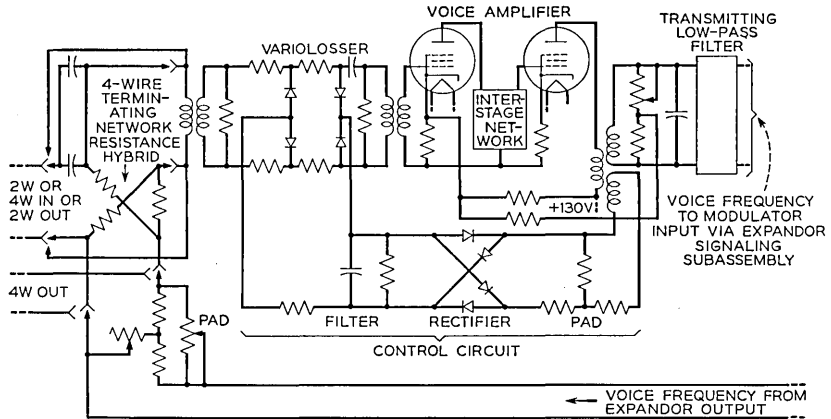 VOICE AMPLIFIER
TRANSMITTING
LOW-PASS
FILTER
VARIOLOSSER
4-WIRE
TERMIN-
ATING
NETWORK
RESISTANCE
HYBRID
INTER-
STAGE
NET-
WORK
2W OR
4W IN OR
2W OUT
+130V
VOICE FREQUENCY
TO MODULATOR
INPUT VIA EXPANDOR
SIGNALING
SUBASSEMBLY
4W OUT
PAD
FILTER
RECTIFIER
PAD
CONTROL CIRCUIT
VOICE FREQUENCY FROM
EXPANDOR OUTPUT